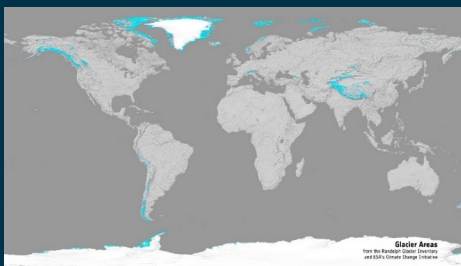 Glacier Areas
from the Randolph Glacier Inventory
and ESA's Climate Change Initiative